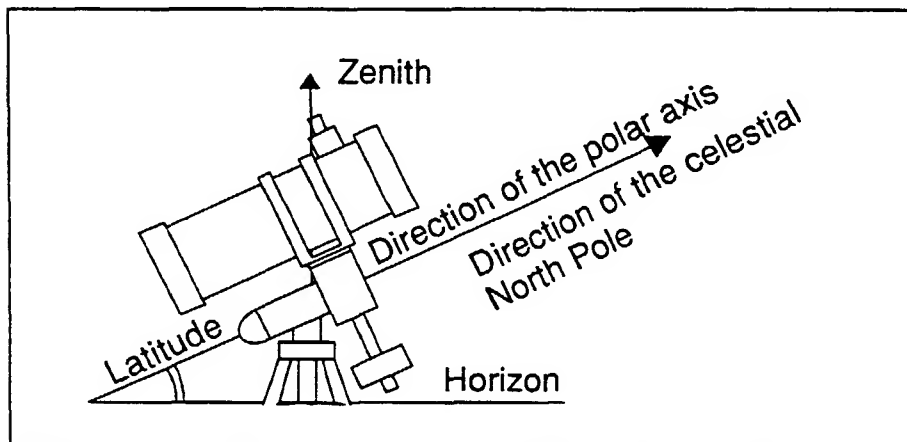 Zenith
Direction of the polar axis
Direction of the celestial
North Pole
Latitude
Horizon